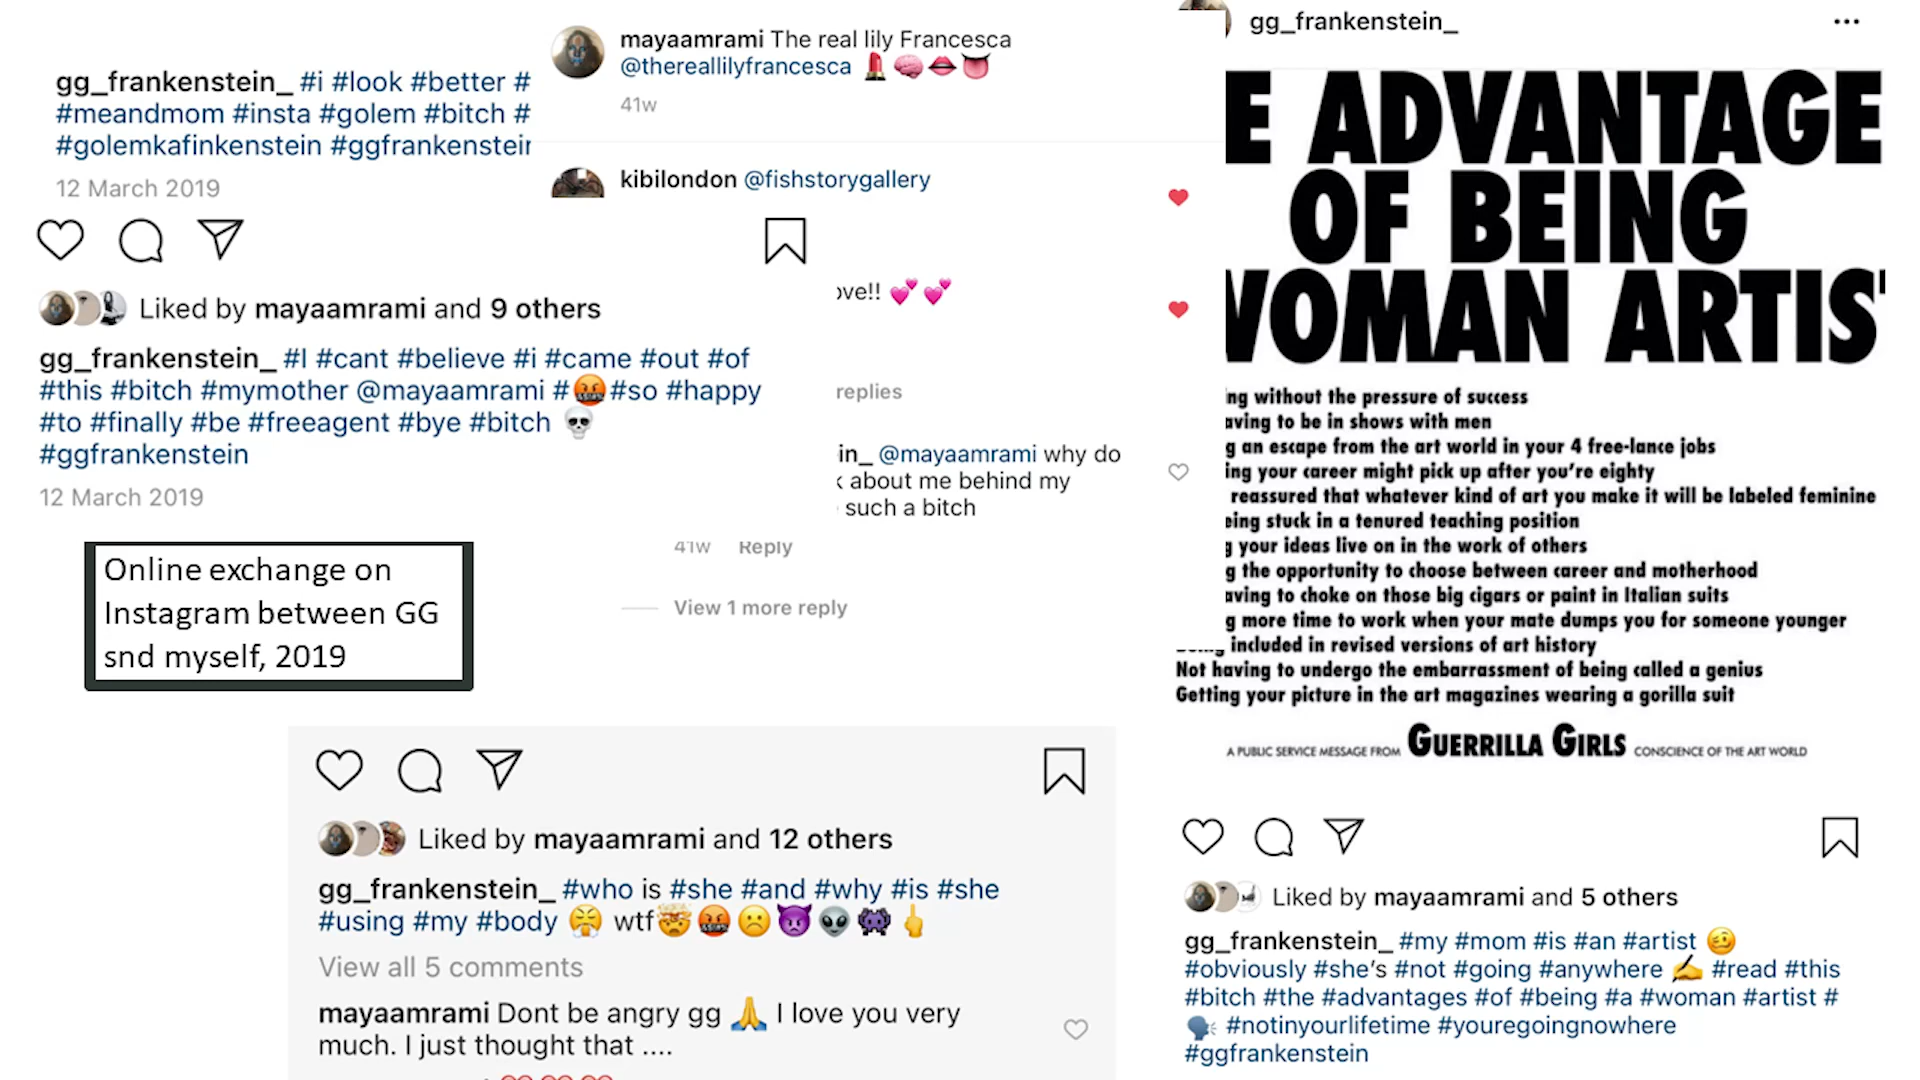 gg_frankenstein_ #i #look #better #
#meandmom #insta #golem #bitch #
#golemkafinkenstein #ggfrankenstein
12 March 2019
Liked by mayaamrami and 9 others
gg_frankenstein_ #I #cant #believe #i #came #out #of
#this #bitch #mymother @mayaamrami #🤬#so #happy
#to #finally #be #freeagent #bye #bitch 💀
#ggfrankenstein
12 March 2019
Online exchange on
Instagram between GG
snd myself, 2019
mayaamrami The real lily Francesca
@thereallilyfrancesca 💄🧠👄👅
41w
kibilondon @fishstorygallery
ove!! 💕 💕
replies
in_ @mayaamrami why do
about me behind my
such a bitch
41w Reply
View 1 more reply
Liked by mayaamrami and 12 others
gg_frankenstein_ #who is #she #and #why #is #she
#using #my #body 😤 wtf🤯🤬☹️👿👽👾🖕
View all 5 comments
mayaamrami Dont be angry gg 🙏 I love you very
much. I just thought that ....
gg_frankenstein_
E ADVANTAGE
OF BEING
WOMAN ARTIS
ng without the pressure of success
aving to be in shows with men
g an escape from the art world in your 4 free-lance jobs
ing your career might pick up after you're eighty
reassured that whatever kind of art you make it will be labeled feminine
eing stuck in a tenured teaching position
g your ideas live on in the work of others
g the opportunity to choose between career and motherhood
aving to choke on those big cigars or paint in Italian suits
g more time to work when your mate dumps you for someone younger
included in revised versions of art history
Not having to undergo the embarrassment of being called a genius
Getting your picture in the art magazines wearing a gorilla suit
A PUBLIC SERVICE MESSAGE FROM GUERRILLA GIRLS CONSCIENCE OF THE ART WORLD
Liked by mayaamrami and 5 others
gg_frankenstein_ #my #mom #is #an #artist 🥴
#obviously #she's #not #going #anywhere ✍️ #read #this
#bitch #the #advantages #of #being #a #woman #artist #
🗣️ #notinyourlifetime #youregoingnowhere
#ggfrankenstein